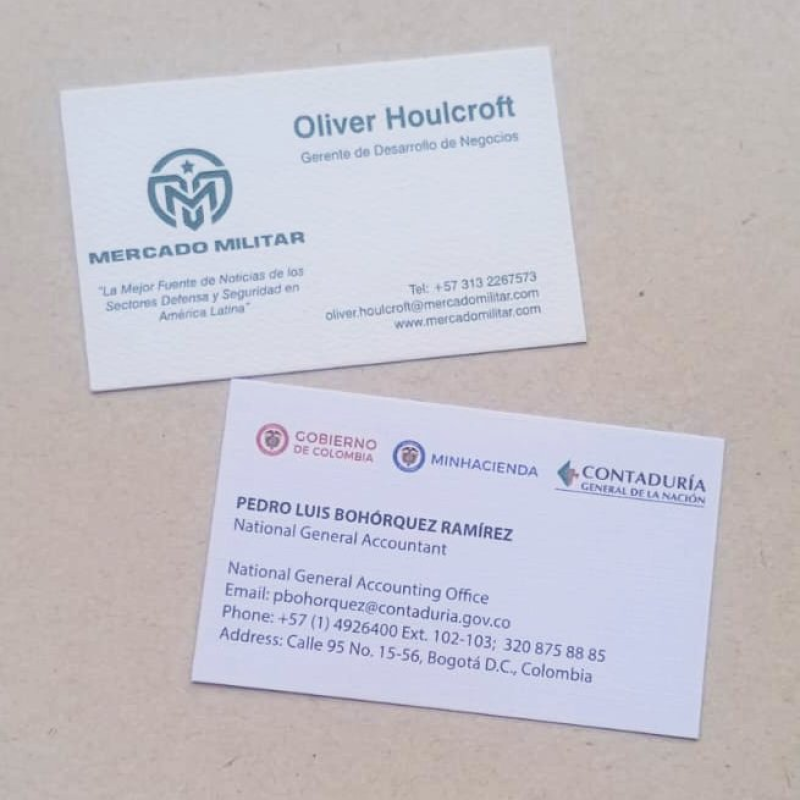 Oliver Houlcroft
Gerente de Desarrollo de Negocios
MERCADO MILITAR
"La Mejor Fuente de Noticias de los
Sectores Defensa y Seguridad en
América Latina"
Tel: +57 313 2267573
oliver.houlcroft@mercadomilitar.com
www.mercadomilitar.com
GOBIERNO
DE COLOMBIA
MINHACIENDA
CONTADURÍA
GENERAL DE LA NACIÓN
PEDRO LUIS BOHÓRQUEZ RAMÍREZ
National General Accountant
National General Accounting Office
Email: pbohorquez@contaduria.gov.co
Phone: +57 (1) 4926400 Ext. 102-103; 320 875 88 85
Address: Calle 95 No. 15-56, Bogotá D.C., Colombia